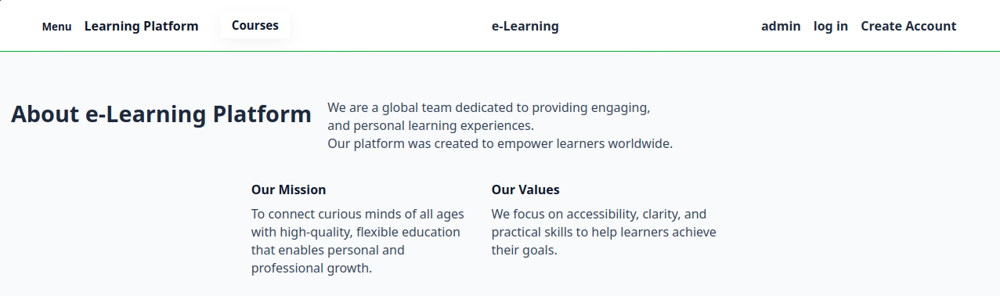 Menu Learning Platform Courses e-Learning admin log in Create Account
About e-Learning Platform
We are a global team dedicated to providing engaging,
and personal learning experiences.
Our platform was created to empower learners worldwide.
Our Mission
To connect curious minds of all ages
with high-quality, flexible education
that enables personal and
professional growth.
Our Values
We focus on accessibility, clarity, and
practical skills to help learners achieve
their goals.